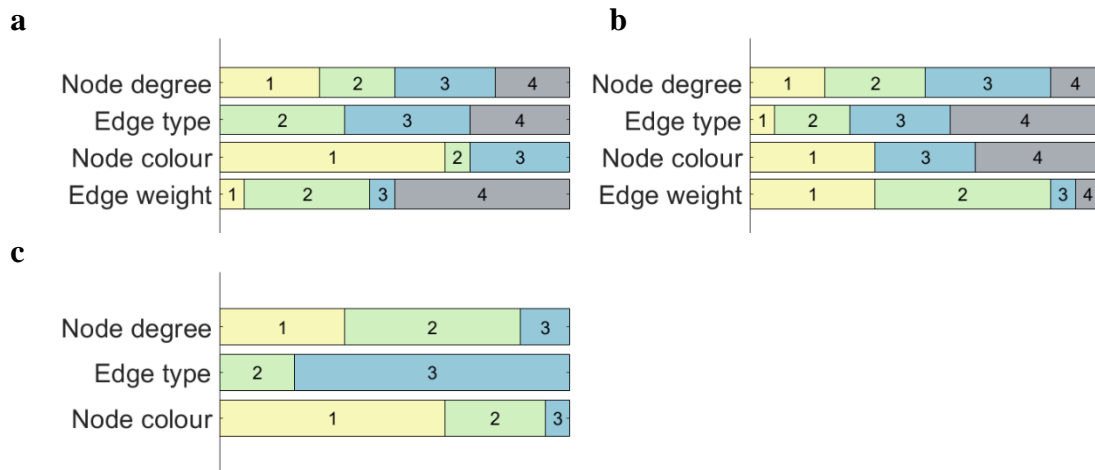 a
Node degree 1 2 3 4
Edge type 2 3 4
Node colour 1 2 3
Edge weight 1 2 3 4
b
Node degree 1 2 3 4
Edge type 1 2 3 4
Node colour 1 3 4
Edge weight 1 2 3 4
c
Node degree 1 2 3
Edge type 2 3
Node colour 1 2 3